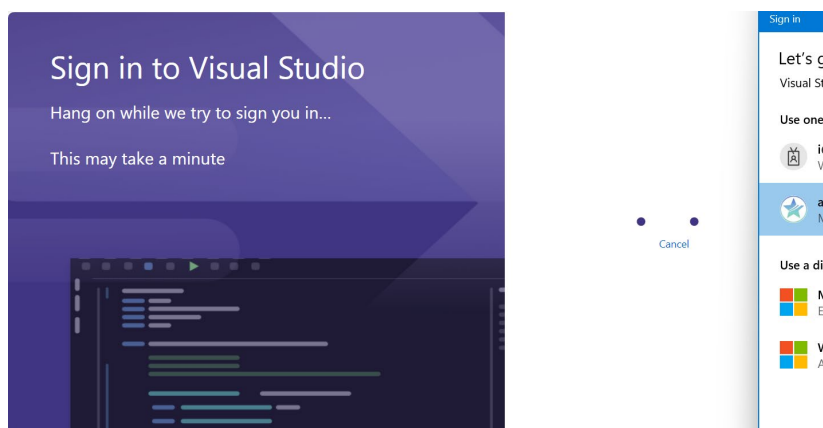 Sign in to Visual Studio
Hang on while we try to sign you in...
This may take a minute
Cancel
Sign in
Let's g
Visual St
Use one
i
V
a
M
Use a di
M
E
W
A